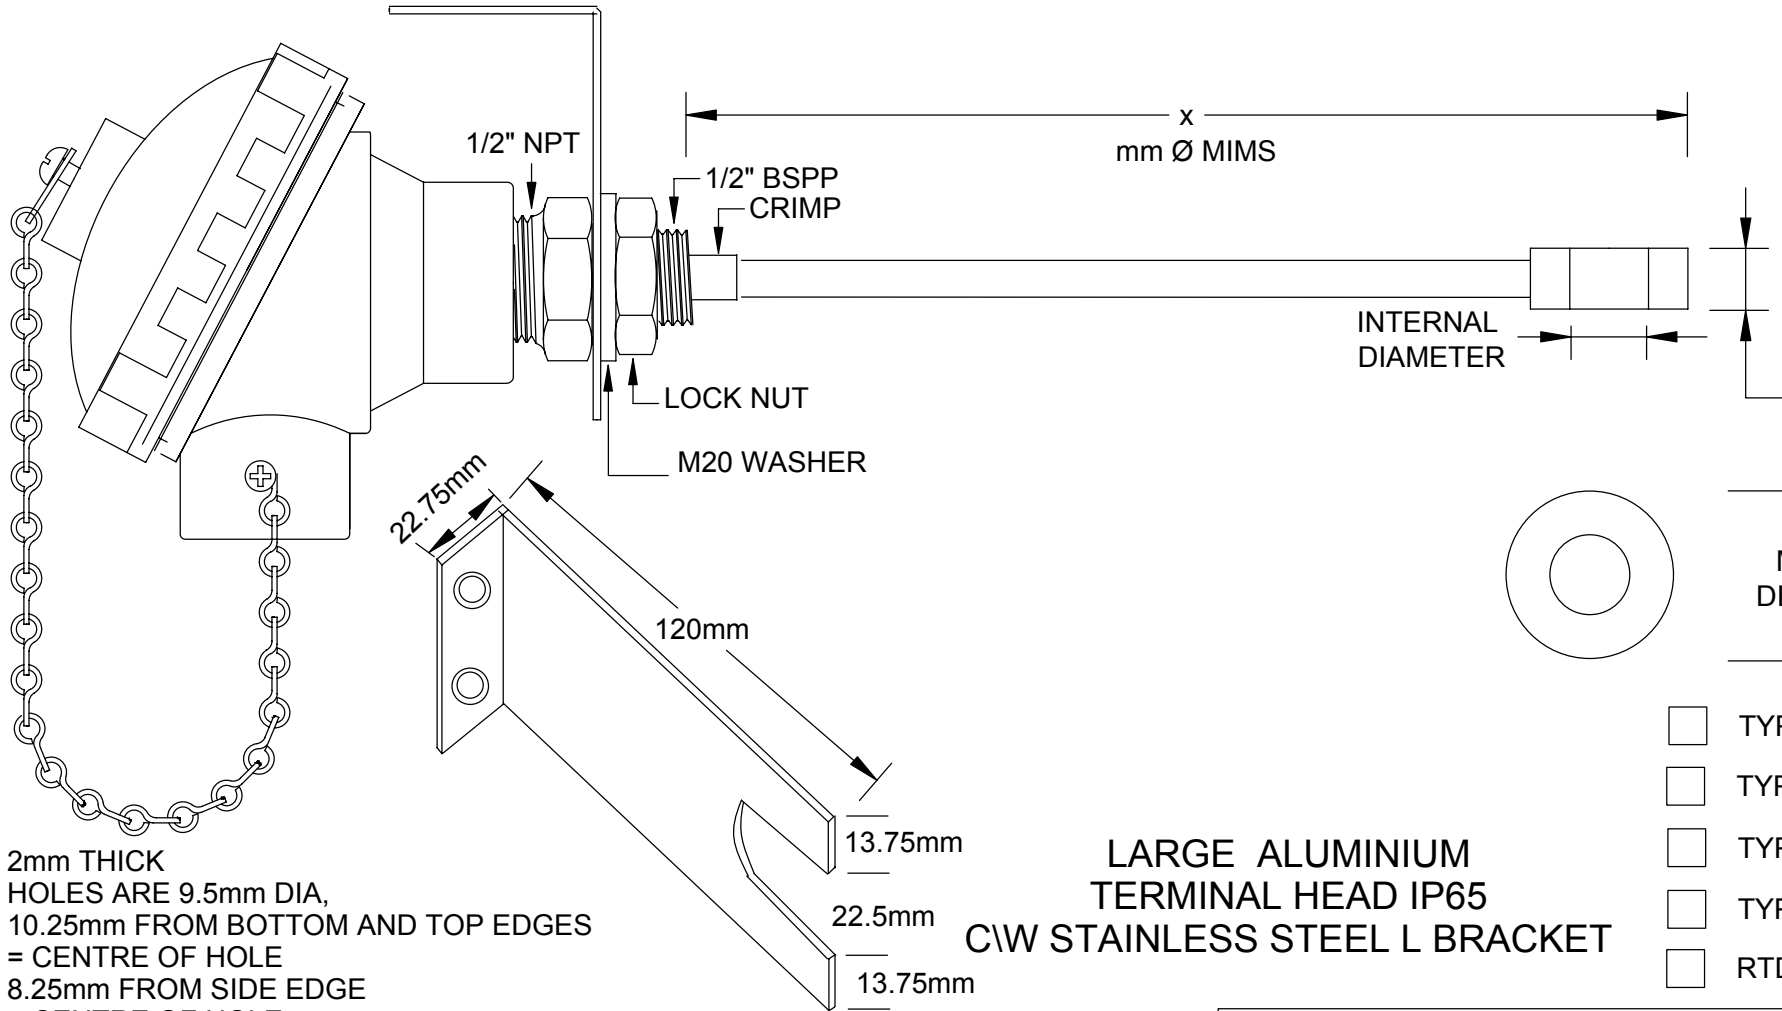 x
mm Ø MIMS
1/2" NPT
1/2" BSPP
CRIMP
INTERNAL
DIAMETER
LOCK NUT
M20 WASHER
22.75mm
120mm
13.75mm
22.5mm
13.75mm
2mm THICK
HOLES ARE 9.5mm DIA,
10.25mm FROM BOTTOM AND TOP EDGES
= CENTRE OF HOLE
8.25mm FROM SIDE EDGE
LARGE ALUMINIUM
TERMINAL HEAD IP65
C\W STAINLESS STEEL L BRACKET
RTD